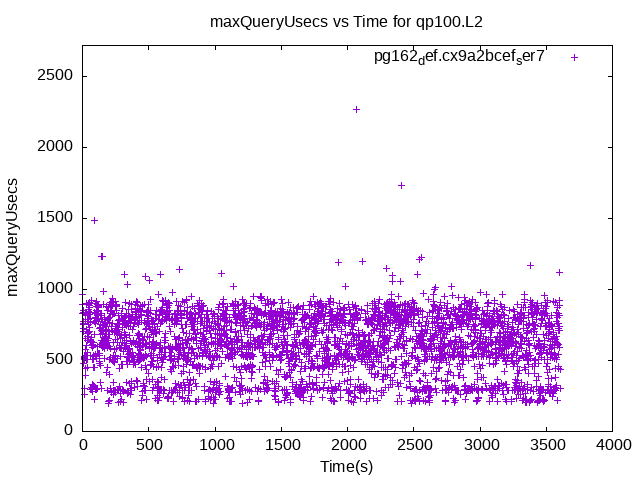 maxQueryUsecs vs Time for qp100.L2
pg162def.cx9a2bcefser7
2500
2000
1500
1000
500
0
maxQueryUsecs
0 500 1000 1500 2000 2500 3000 3500 4000
Time(s)